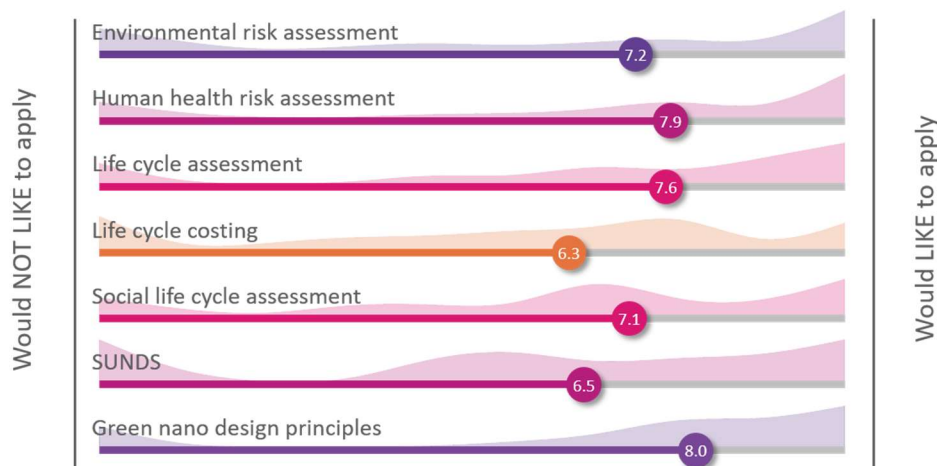 Would NOT LIKE to apply
Environmental risk assessment
7.2
Human health risk assessment
7.9
Life cycle assessment
7.6
Life cycle costing
6.3
Social life cycle assessment
7.1
SUNDS
6.5
Green nano design principles
8.0
Would LIKE to apply